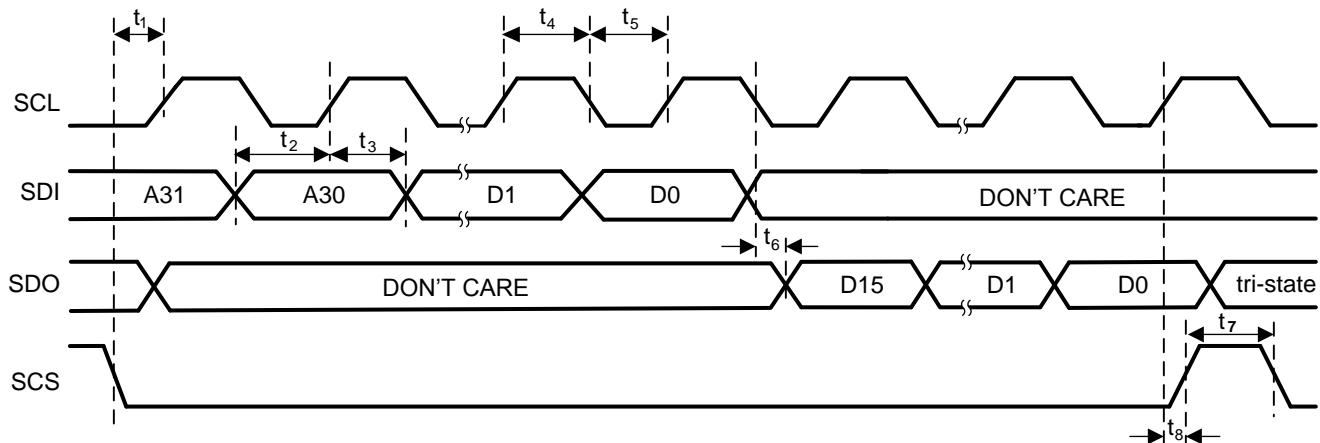 t1 t4 t5
SCL
t2 t3
SDI A31 A30 D1 D0 DON'T CARE
t6
SDO DON'T CARE D15 D1 D0 tri-state
t7
SCS
t8